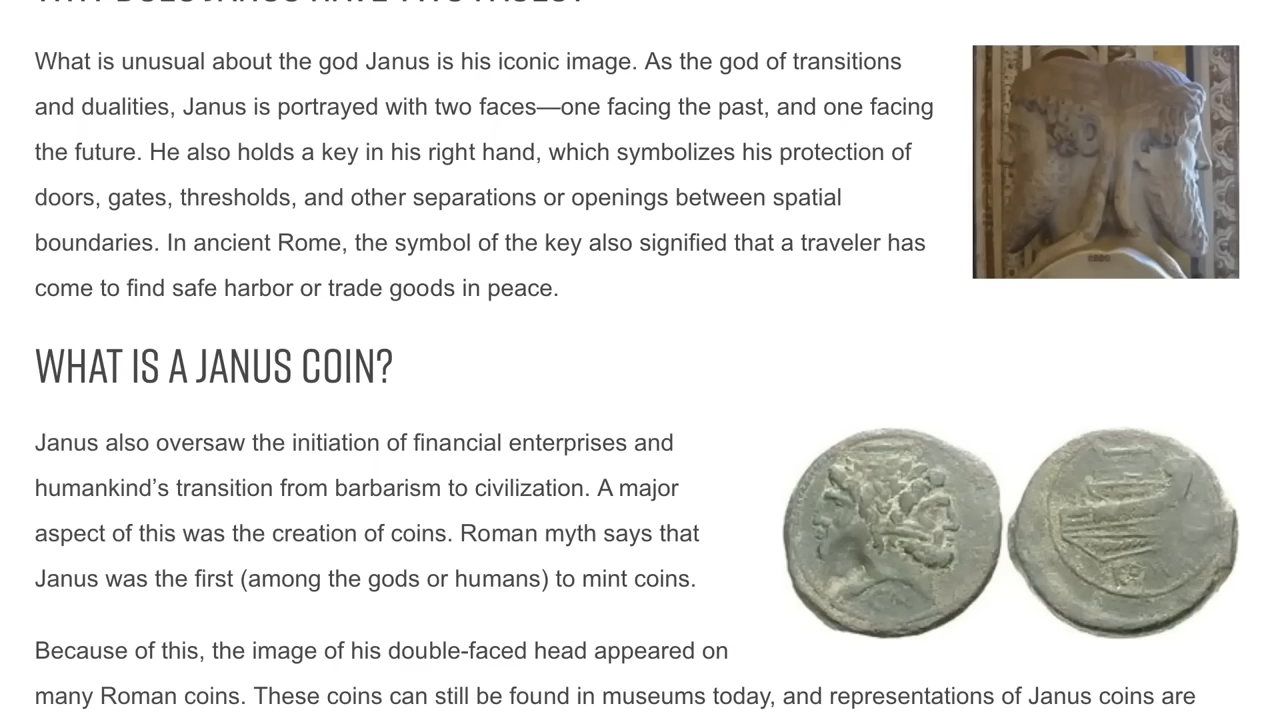 WHY DOES JANUS HAVE TWO FACES?
What is unusual about the god Janus is his iconic image. As the god of transitions
and dualities, Janus is portrayed with two faces—one facing the past, and one facing
the future. He also holds a key in his right hand, which symbolizes his protection of
doors, gates, thresholds, and other separations or openings between spatial
boundaries. In ancient Rome, the symbol of the key also signified that a traveler has
come to find safe harbor or trade goods in peace.
WHAT IS A JANUS COIN?
Janus also oversaw the initiation of financial enterprises and
humankind’s transition from barbarism to civilization. A major
aspect of this was the creation of coins. Roman myth says that
Janus was the first (among the gods or humans) to mint coins.
Because of this, the image of his double-faced head appeared on
many Roman coins. These coins can still be found in museums today, and representations of Janus coins are